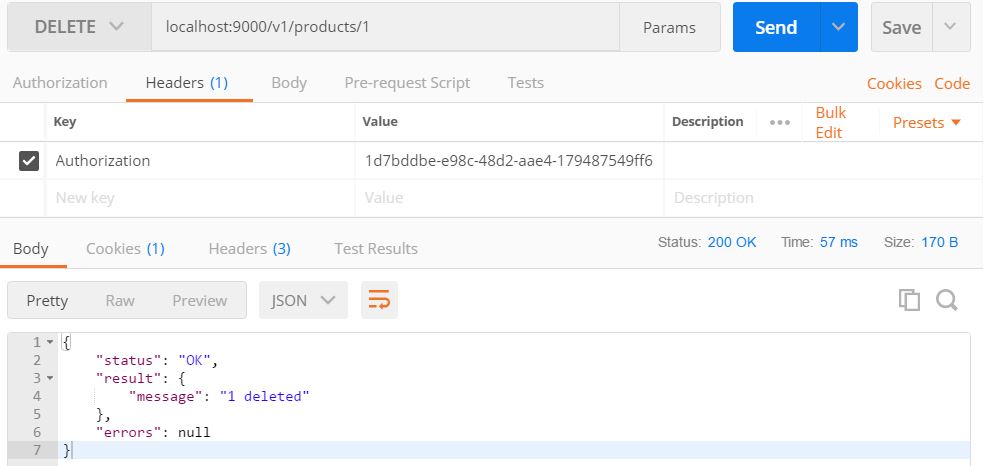 DELETE localhost:9000/v1/products/1 Params Send Save
Authorization Headers (1) Body Pre-request Script Tests Cookies Code
Key Value Description ••• Bulk Edit Presets
Authorization 1d7bddbe-e98c-48d2-aae4-179487549ff6
New key Value Description
Body Cookies (1) Headers (3) Test Results Status: 200 OK Time: 57 ms Size: 170 B
Pretty Raw Preview JSON
1 {
2 "status": "OK",
3 "result": {
4 "message": "1 deleted"
5 },
6 "errors": null
7 }